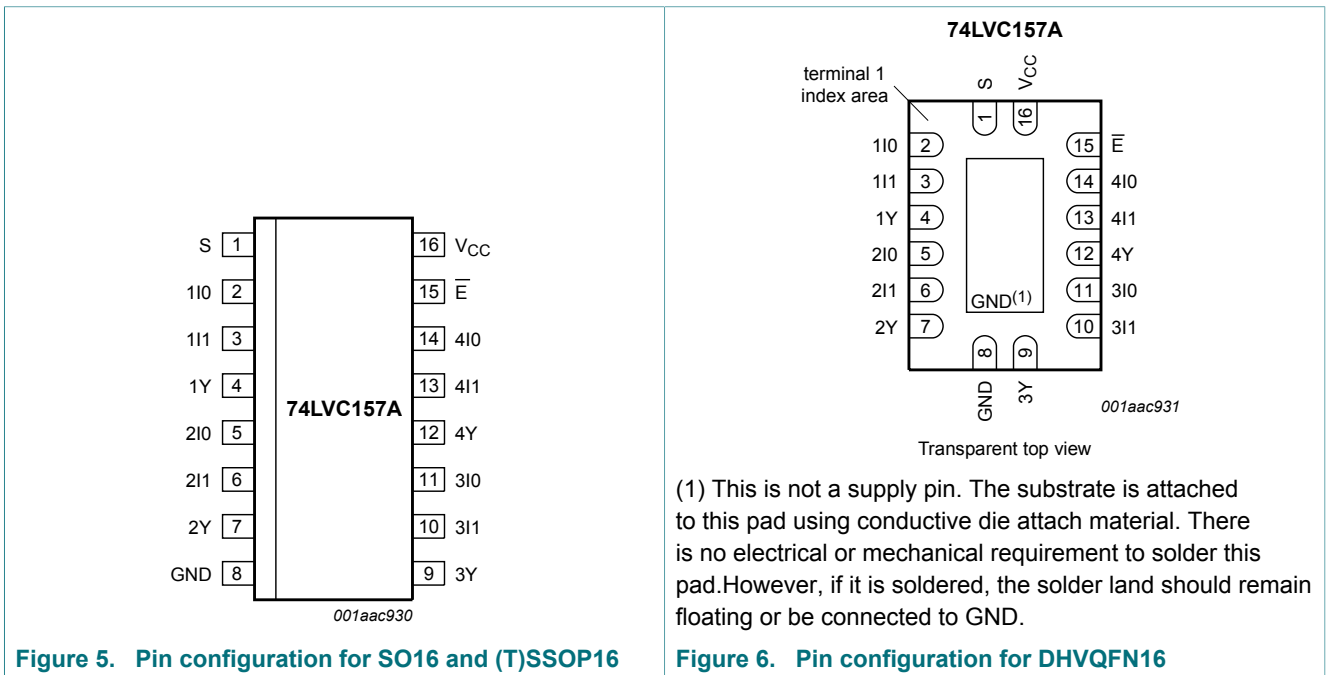 S 1
1I0 2
1I1 3
1Y 4
2I0 5
2I1 6
2Y 7
GND 8
74LVC157A
16 VCC
15 E̅
14 4I0
13 4I1
12 4Y
11 3I0
10 3I1
9 3Y
001aac930
Figure 5. Pin configuration for SO16 and (T)SSOP16
74LVC157A
terminal 1
index area
S
VCC
1
16
1I0 2
1I1 3
1Y 4
2I0 5
2I1 6
2Y 7
15 E̅
14 4I0
13 4I1
12 4Y
11 3I0
10 3I1
GND(1)
8
9
GND
3Y
001aac931
Transparent top view
(1) This is not a supply pin. The substrate is attached
to this pad using conductive die attach material. There
is no electrical or mechanical requirement to solder this
pad.However, if it is soldered, the solder land should remain
floating or be connected to GND.
Figure 6. Pin configuration for DHVQFN16